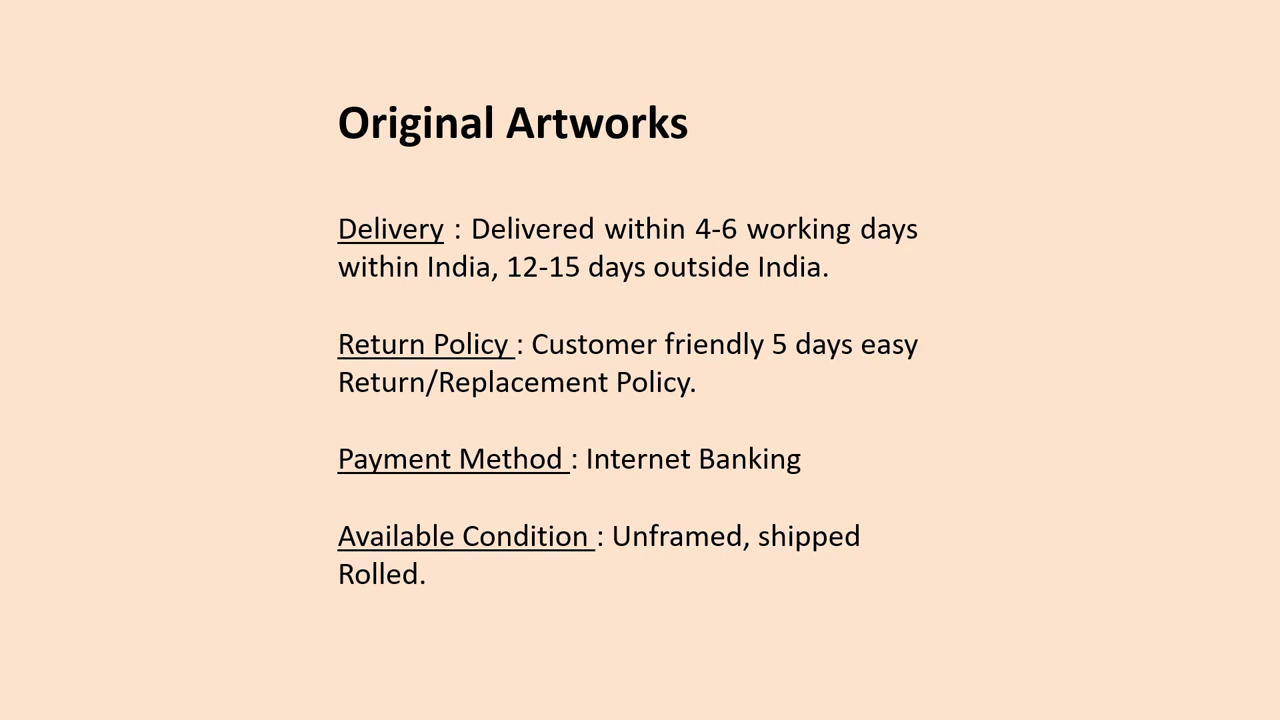 Original Artworks
Delivery : Delivered within 4-6 working days
within India, 12-15 days outside India.
Return Policy : Customer friendly 5 days easy
Return/Replacement Policy.
Payment Method : Internet Banking
Available Condition : Unframed, shipped
Rolled.